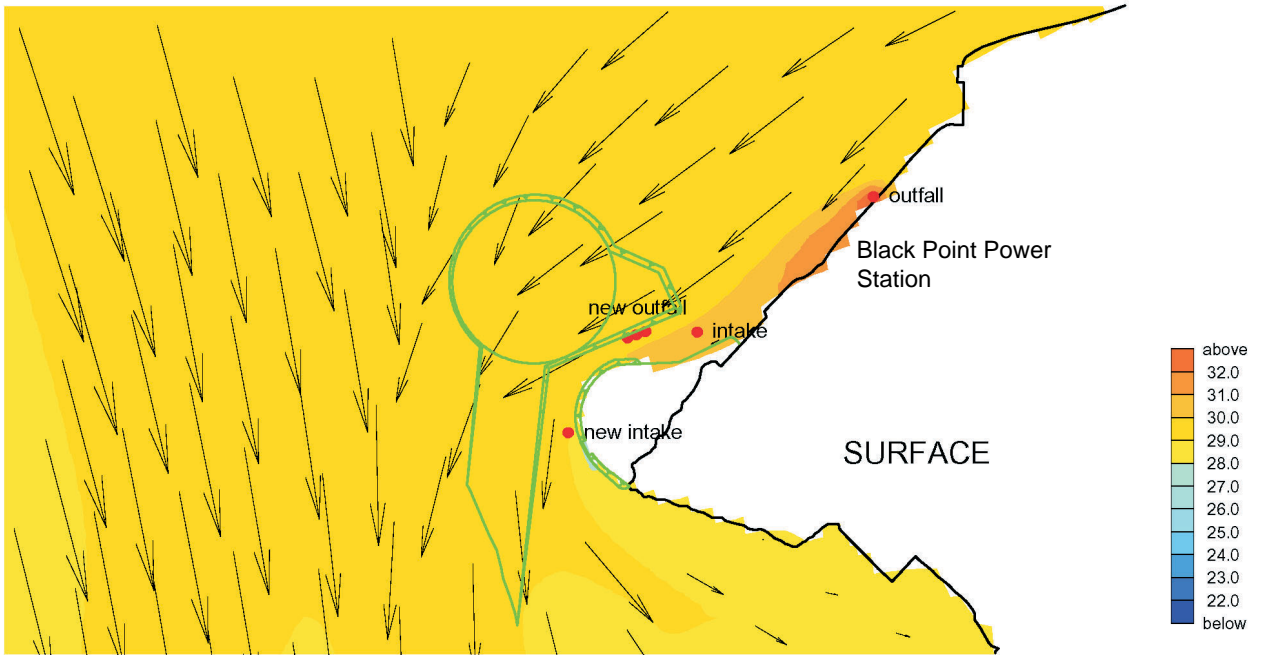 outfall
Black Point Power
Station
new outfall
intake
new intake
SURFACE
above
32.0
31.0
30.0
29.0
28.0
27.0
26.0
25.0
24.0
23.0
22.0
below